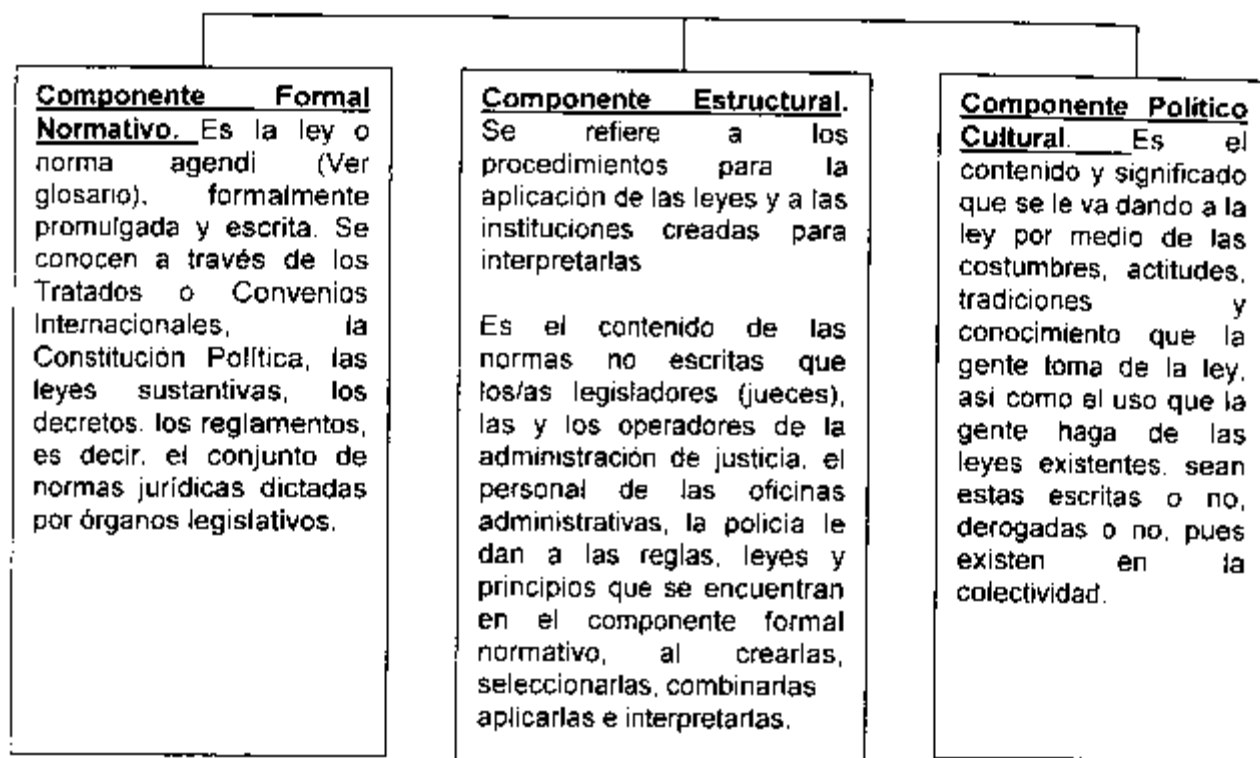 Componente Formal
Normativo. Es la ley o
norma agendi (Ver
glosario), formalmente
promulgada y escrita. Se
conocen a través de los
Tratados o Convenios
Internacionales, la
Constitución Política, las
leyes sustantivas, los
decretos. los reglamentos,
es decir. el conjunto de
normas jurídicas dictadas
por órganos legislativos.
Componente Estructural.
Se refiere a los
procedimientos para la
aplicación de las leyes y a las
instituciones creadas para
interpretarlas
Es el contenido de las
normas no escritas que
los/as legisladores (jueces),
las y los operadores de la
administración de justicia. el
personal de las oficinas
administrativas, la policía le
dan a las reglas, leyes y
principios que se encuentran
en el componente formal
normativo, al crearlas,
seleccionarlas, combinarlas
aplicarlas e interpretarlas.
Componente Político
Cultural. Es el
contenido y significado
que se le va dando a la
ley por medio de las
costumbres, actitudes,
tradiciones y
conocimiento que la
gente toma de la ley,
así como el uso que la
gente haga de las
leyes existentes. sean
estas escritas o no,
derogadas o no, pues
existen en la
colectividad.